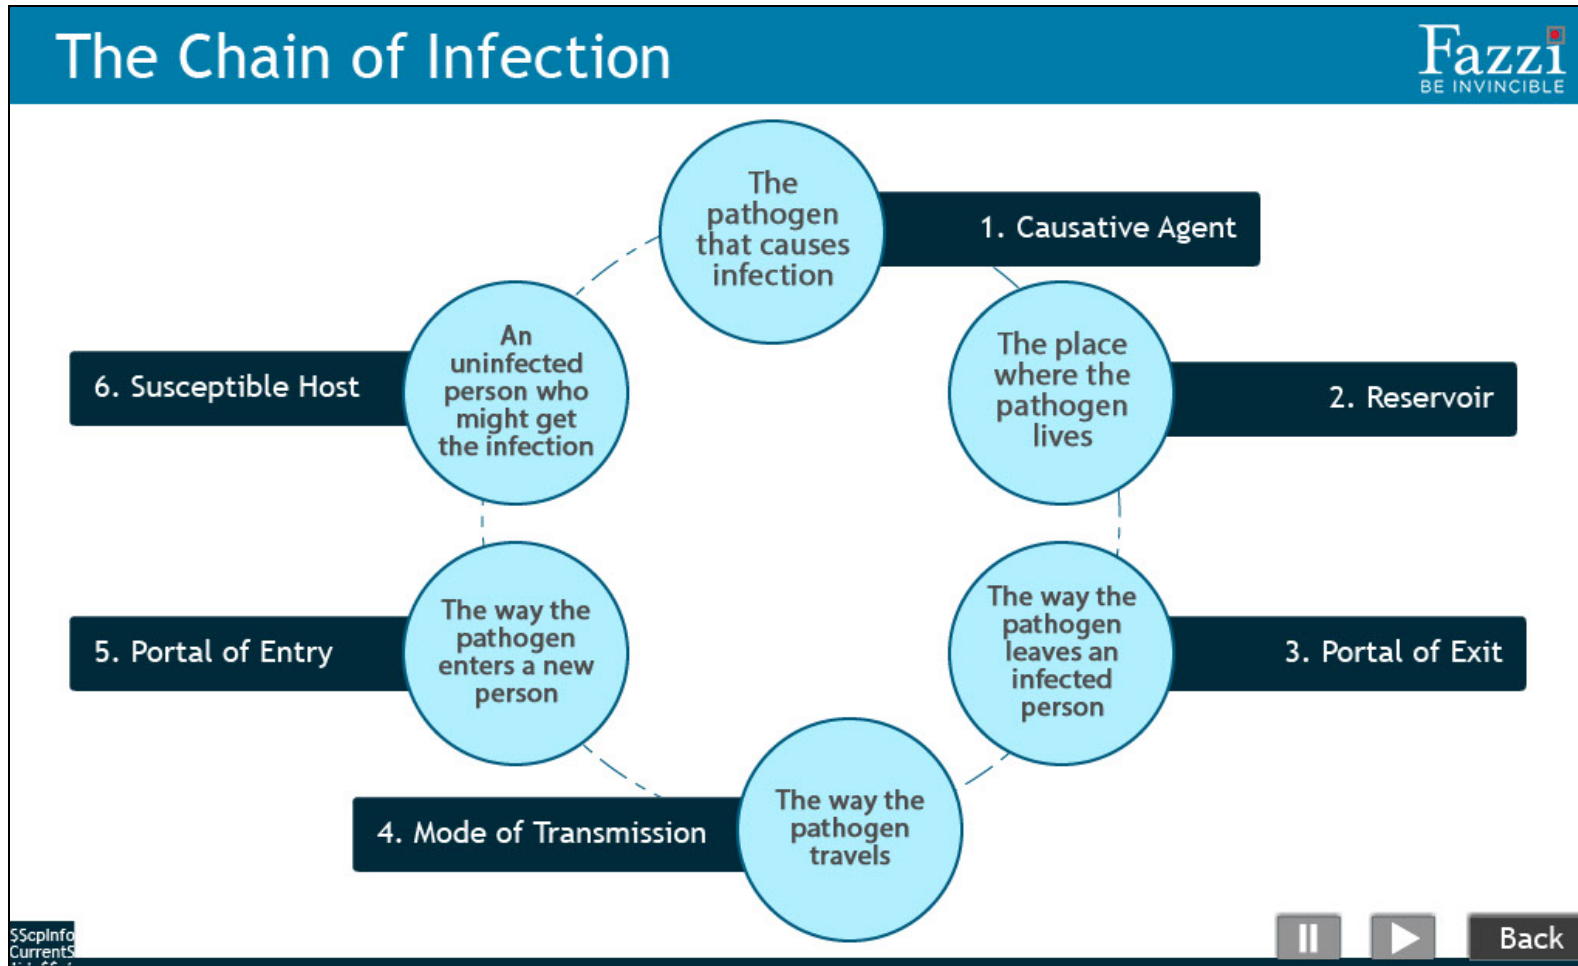 The Chain of Infection
Fazzi
BE INVINCIBLE
The
pathogen
that causes
infection
1. Causative Agent
The place
where the
pathogen
lives
2. Reservoir
The way the
pathogen
leaves an
infected
person
3. Portal of Exit
The way the
pathogen
travels
4. Mode of Transmission
The way the
pathogen
enters a new
person
5. Portal of Entry
An
uninfected
person who
might get
the infection
6. Susceptible Host
$$cpInfo
CurrentS
Back